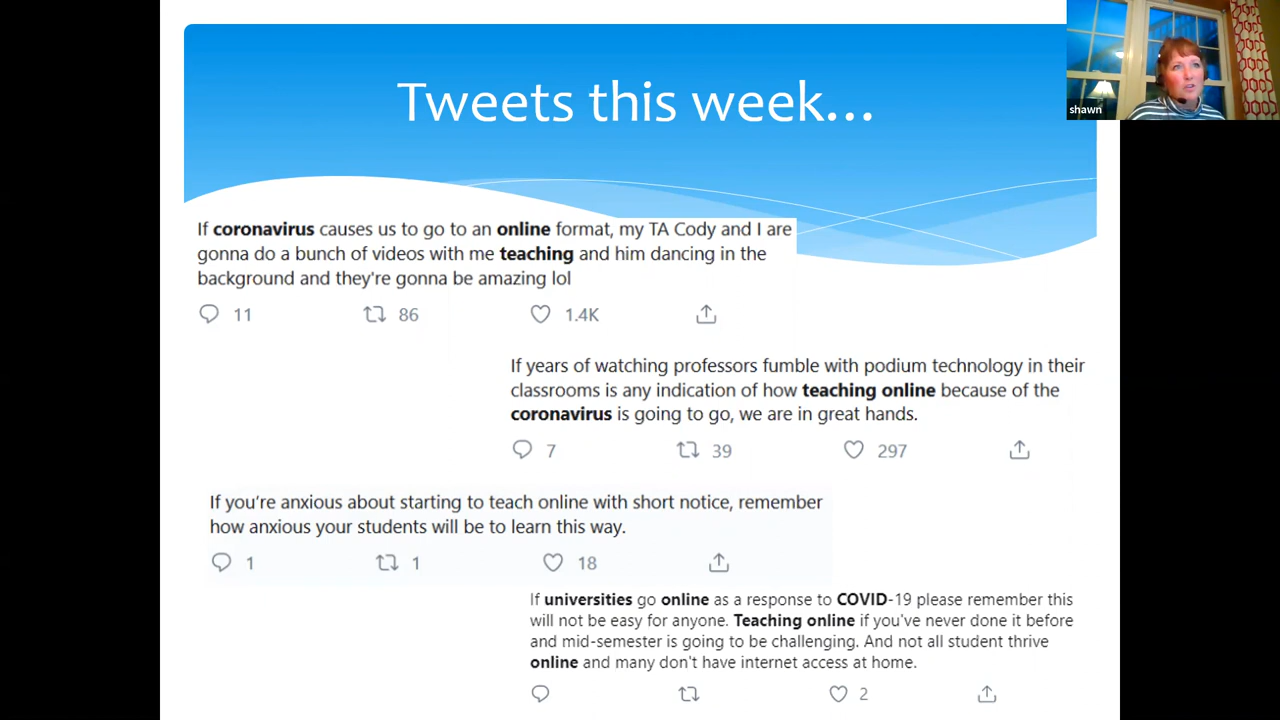 Tweets this week...
shawn
If coronavirus causes us to go to an online format, my TA Cody and I are
gonna do a bunch of videos with me teaching and him dancing in the
background and they're gonna be amazing lol
11 86 1.4K
If years of watching professors fumble with podium technology in their
classrooms is any indication of how teaching online because of the
coronavirus is going to go, we are in great hands.
7 39 297
If you're anxious about starting to teach online with short notice, remember
how anxious your students will be to learn this way.
1 1 18
If universities go online as a response to COVID-19 please remember this
will not be easy for anyone. Teaching online if you've never done it before
and mid-semester is going to be challenging. And not all student thrive
online and many don't have internet access at home.
2